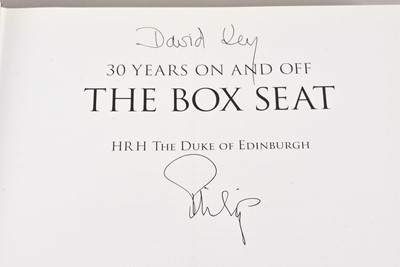 David Key
30 YEARS ON AND OFF
THE BOX SEAT
HRH THE DUKE OF EDINBURGH
Philip